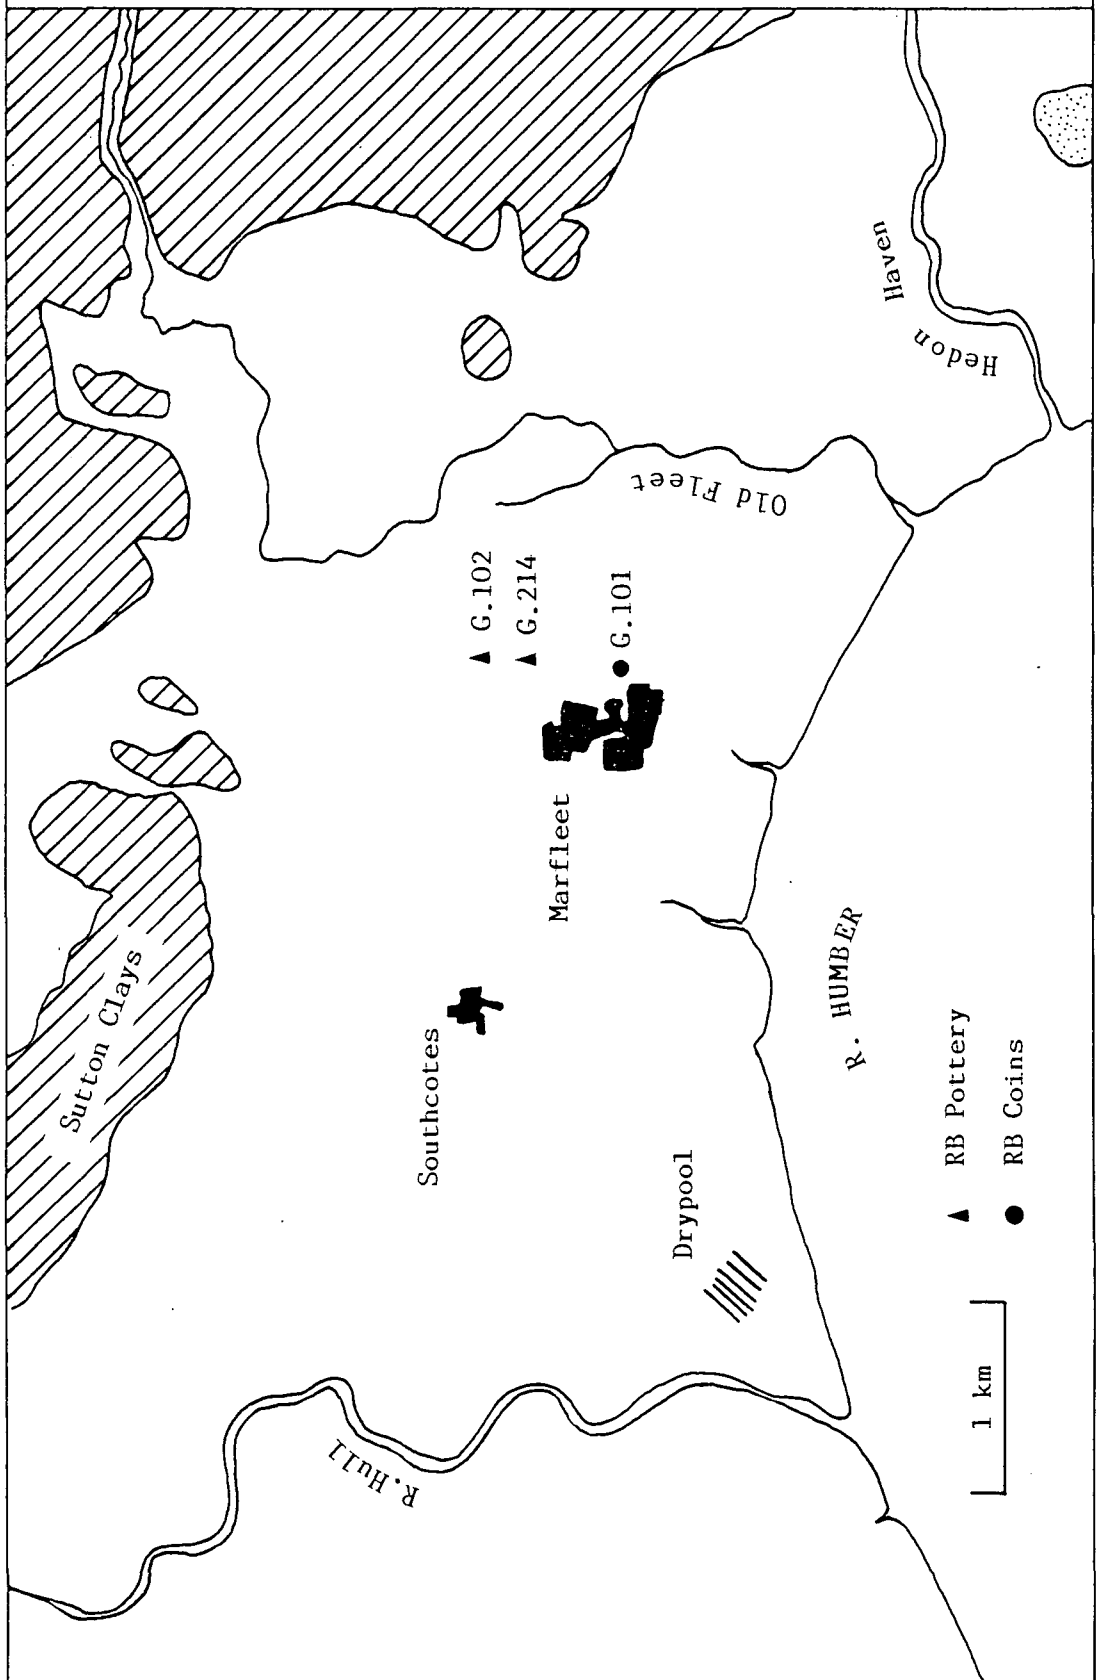 Sutton Clays
G.102
G.214
G.101
Southcotes
Marfleet
Old Fleet
Haven
Hedon
R.Hull
Drypool
R. HUMBER
1 km
RB Pottery
RB Coins